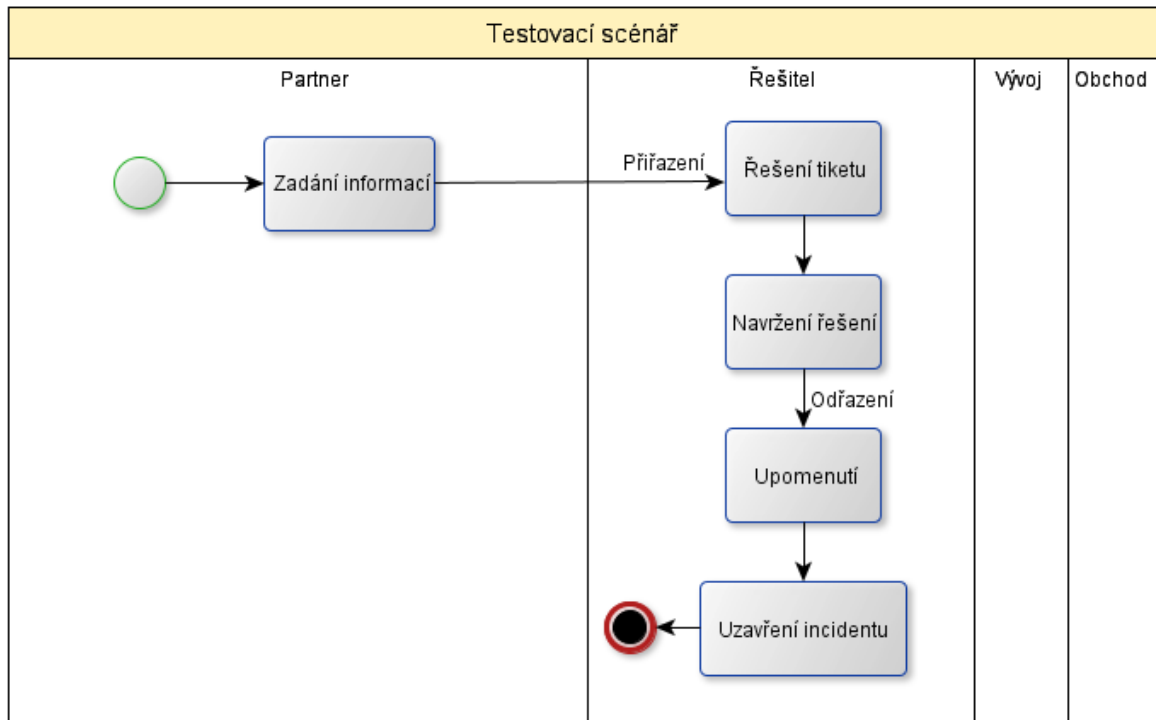 Testovací scénář
Partner
Řešitel
Vývoj
Obchod
Zadání informací
Přiřazení
Řešení tiketu
Navržení řešení
Odřazení
Upomenutí
Uzavření incidentu